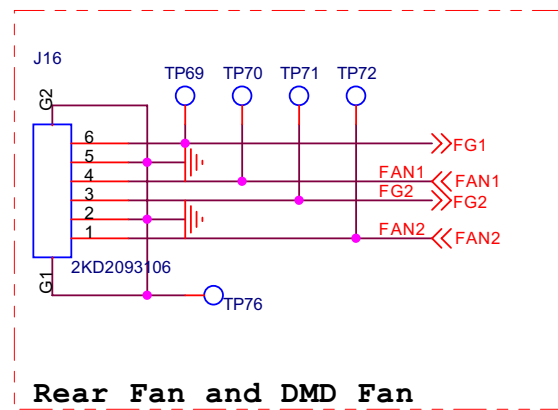 J16
TP69 TP70 TP71 TP72
G2
6 FG1
5
4 FAN1 FAN1
3 FG2 FG2
2
1 FAN2 FAN2
2KD2093106
G1
TP76
Rear Fan and DMD Fan